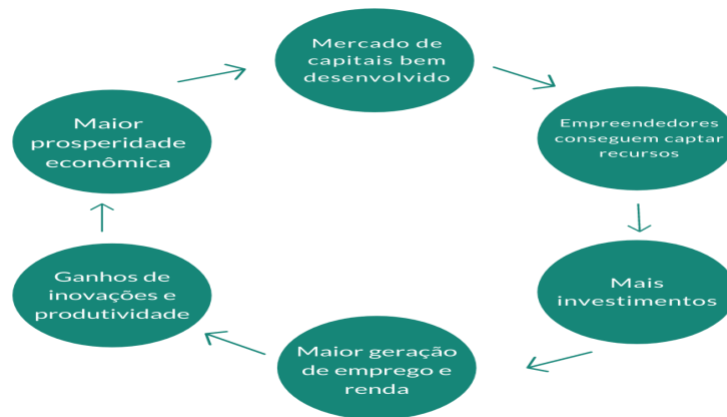 Mercado de
capitais bem
desenvolvido
Empreendedores
conseguem captar
recursos
Mais
investimentos
Maior geração
de emprego e
renda
Ganhos de
inovações e
produtividade
Maior
prosperidade
econômica